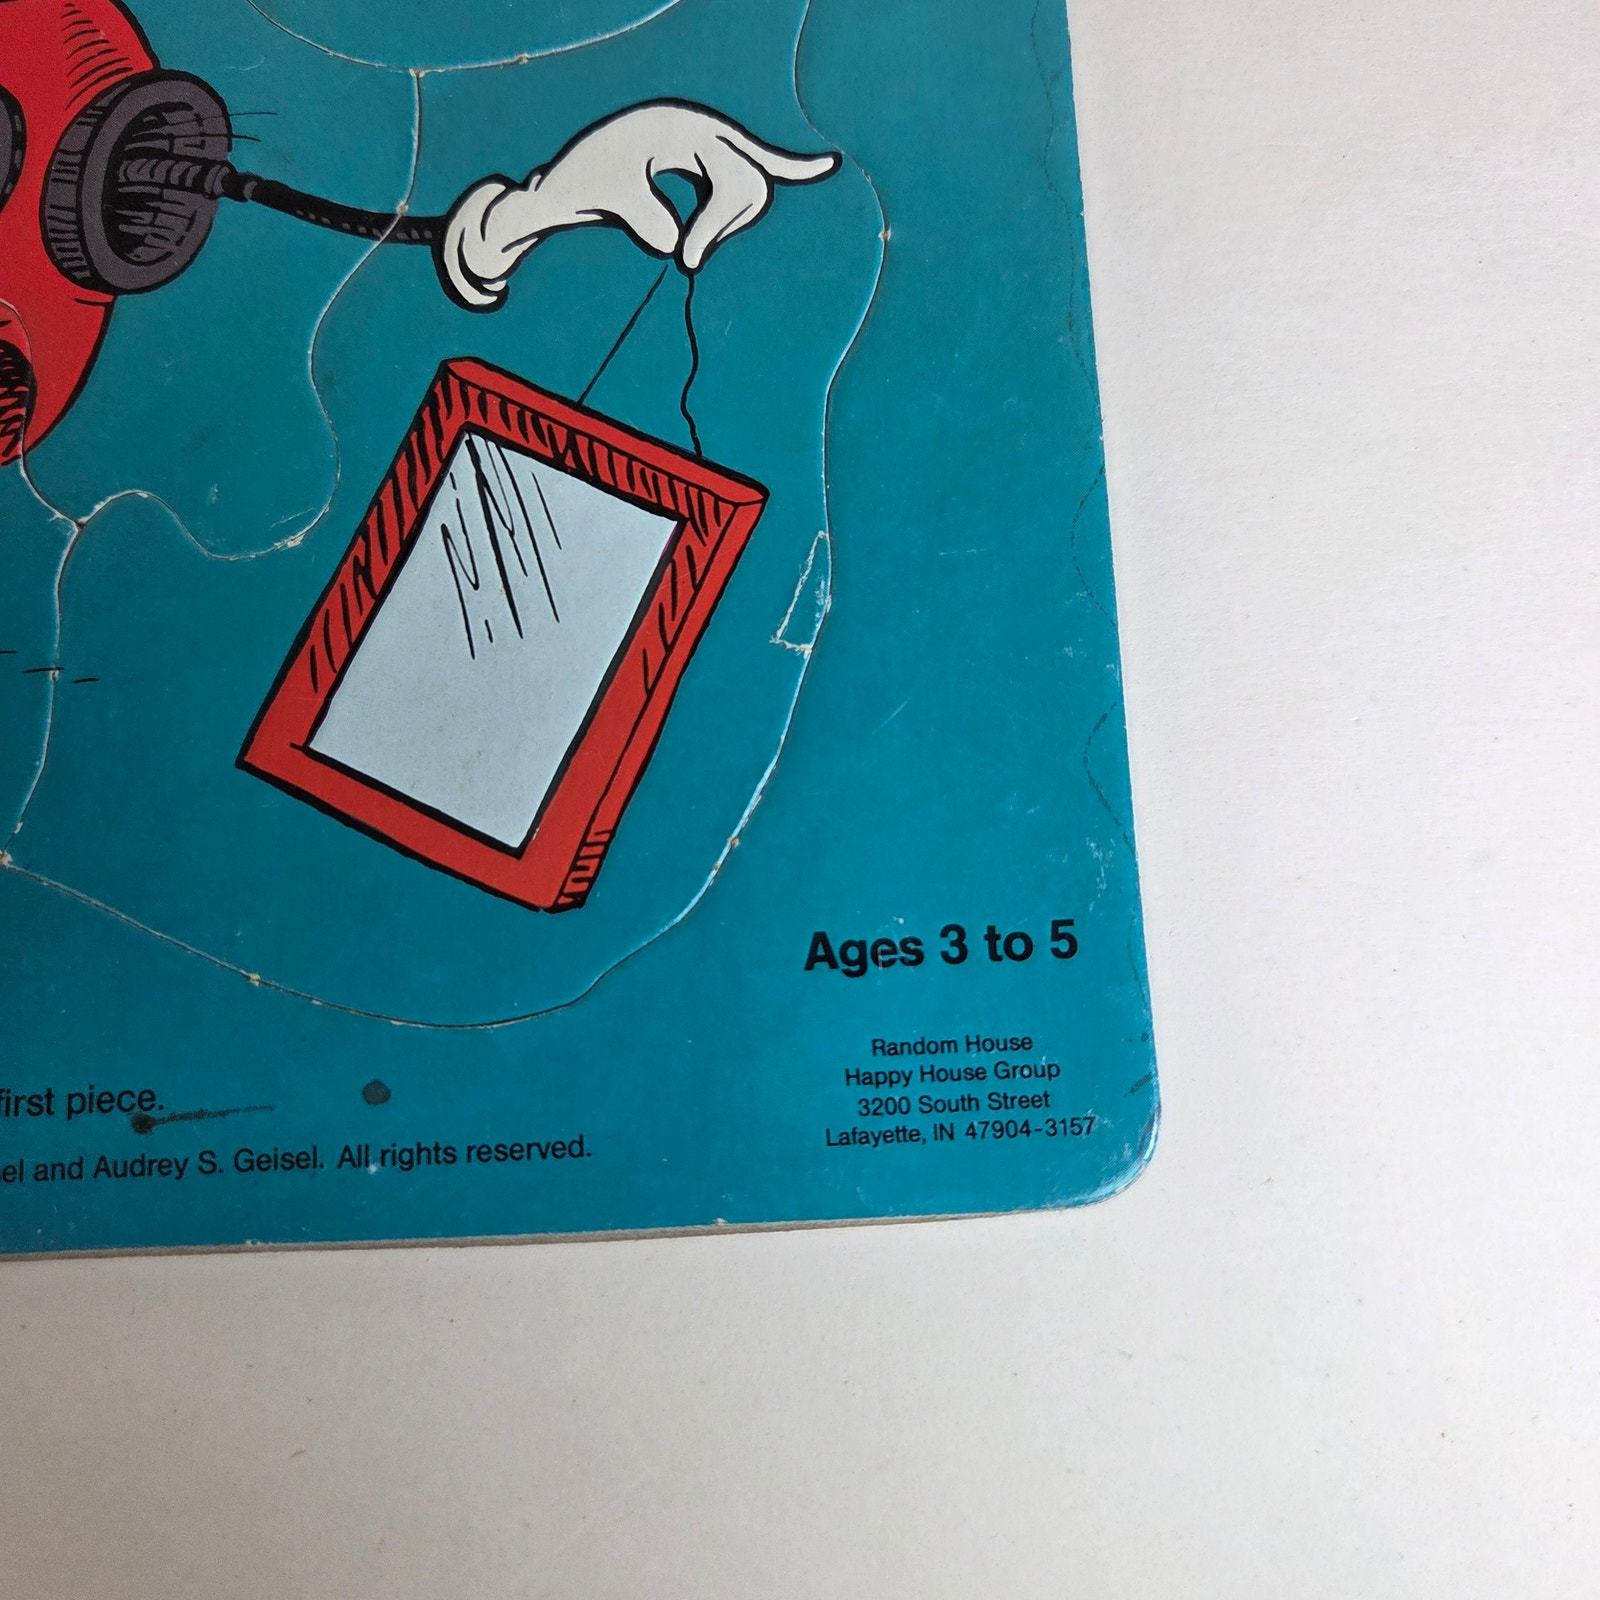 Ages 3 to 5
Random House
Happy House Group
3200 South Street
Lafayette, IN 47904-3157
first piece.
and Audrey S. Geisel. All rights reserved.